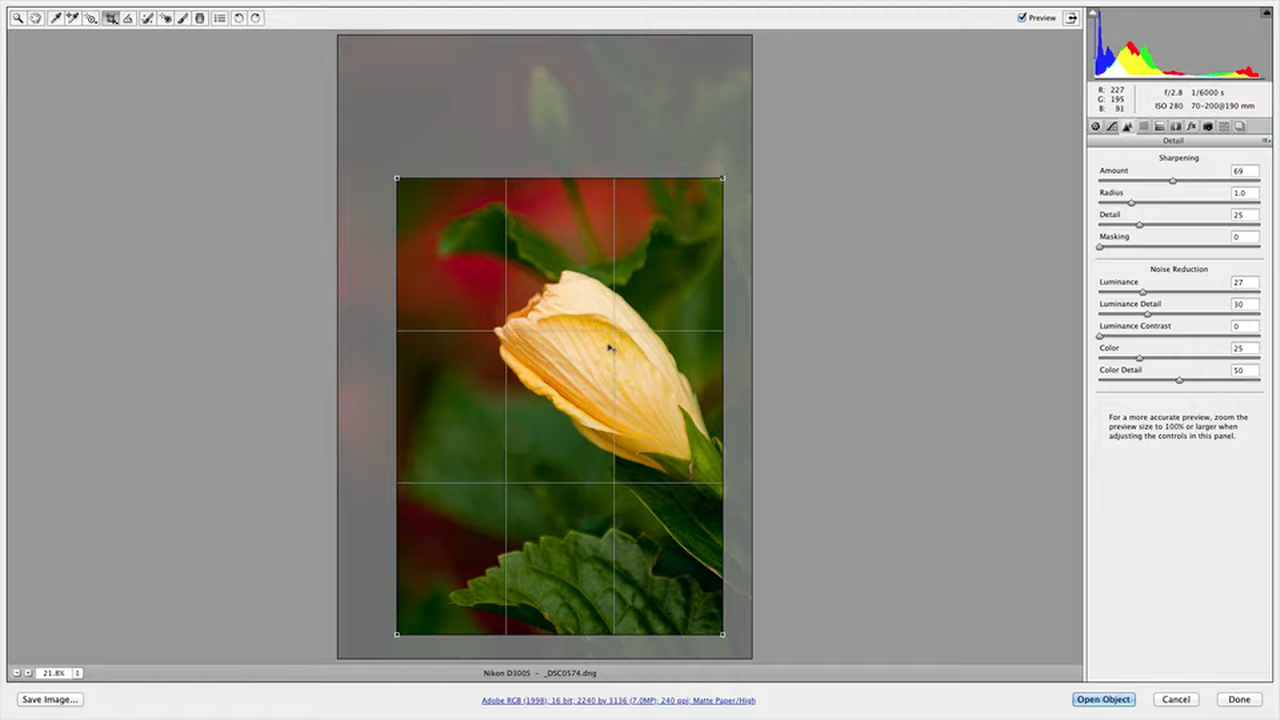 Preview
R: 227
G: 195
B: 91
f/2.8 1/6000 s
ISO 280 70-200@190 mm
fx
Detail
Sharpening
Amount 69
Radius 1.0
Detail 25
Masking 0
Noise Reduction
Luminance 27
Luminance Detail 30
Luminance Contrast 0
Color 25
Color Detail 50
For a more accurate preview, zoom the
preview size to 100% or larger when
adjusting the controls in this panel.
21.8%
Nikon D300S - _DSC0574.dng
Save Image...
Adobe RGB (1998); 16 bit; 2240 by 3136 (7.0MP); 240 ppi; Matte Paper/High
Open Object
Cancel
Done